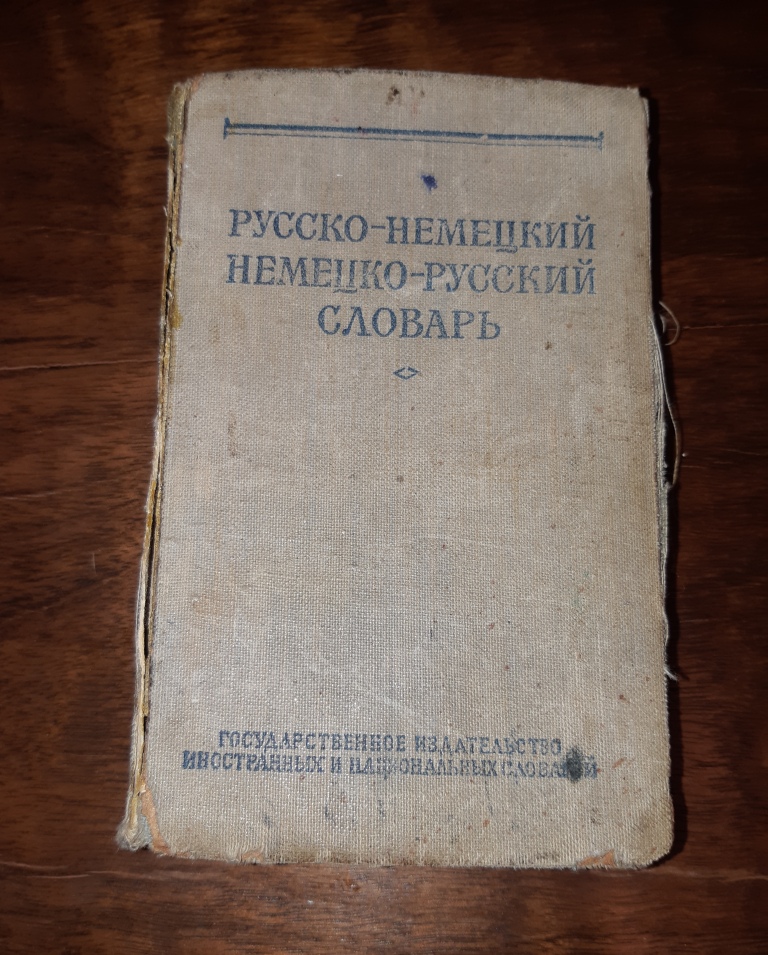 РУССКО-НЕМЕЦКИЙ
НЕМЕЦКО-РУССКИЙ
СЛОВАРЬ
ГОСУДАРСТВЕННОЕ ИЗДАТЕЛЬСТВО
ИНОСТРАННЫХ И НАЦИОНАЛЬНЫХ СЛОВАРЕЙ